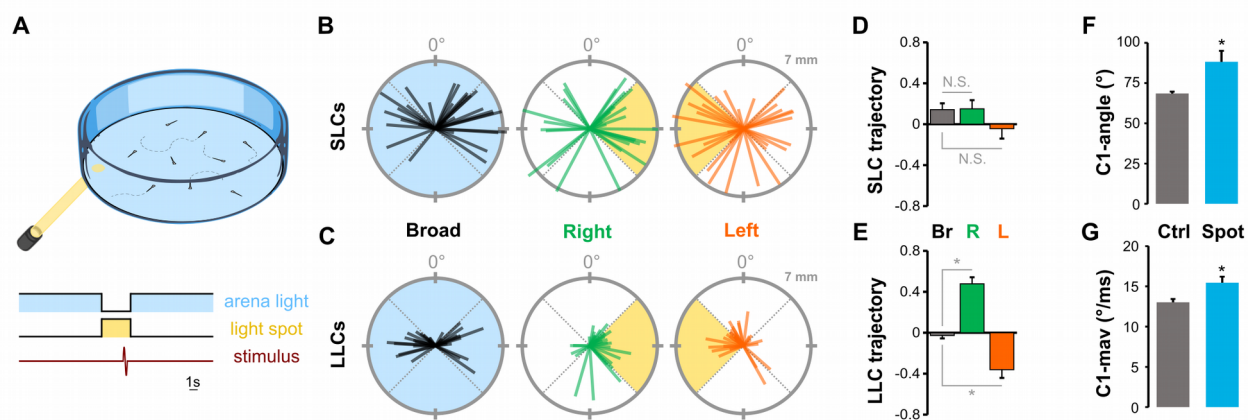 A
arena light
light spot
stimulus
1s
B
0° 0° 0°
7 mm
SLCs
Broad Right Left
C
0° 0° 0°
7 mm
LLCs
D
0.8
0.4
0
-0.4
-0.8
SLC trajectory
N.S.
N.S.
E
Br R L
0.8
0.4
0
-0.4
-0.8
LLC trajectory
*
*
F
100
75
50
25
0
C1-angle (°)
*
G
Ctrl Spot
20
15
10
5
0
C1-mav (°/ms)
*